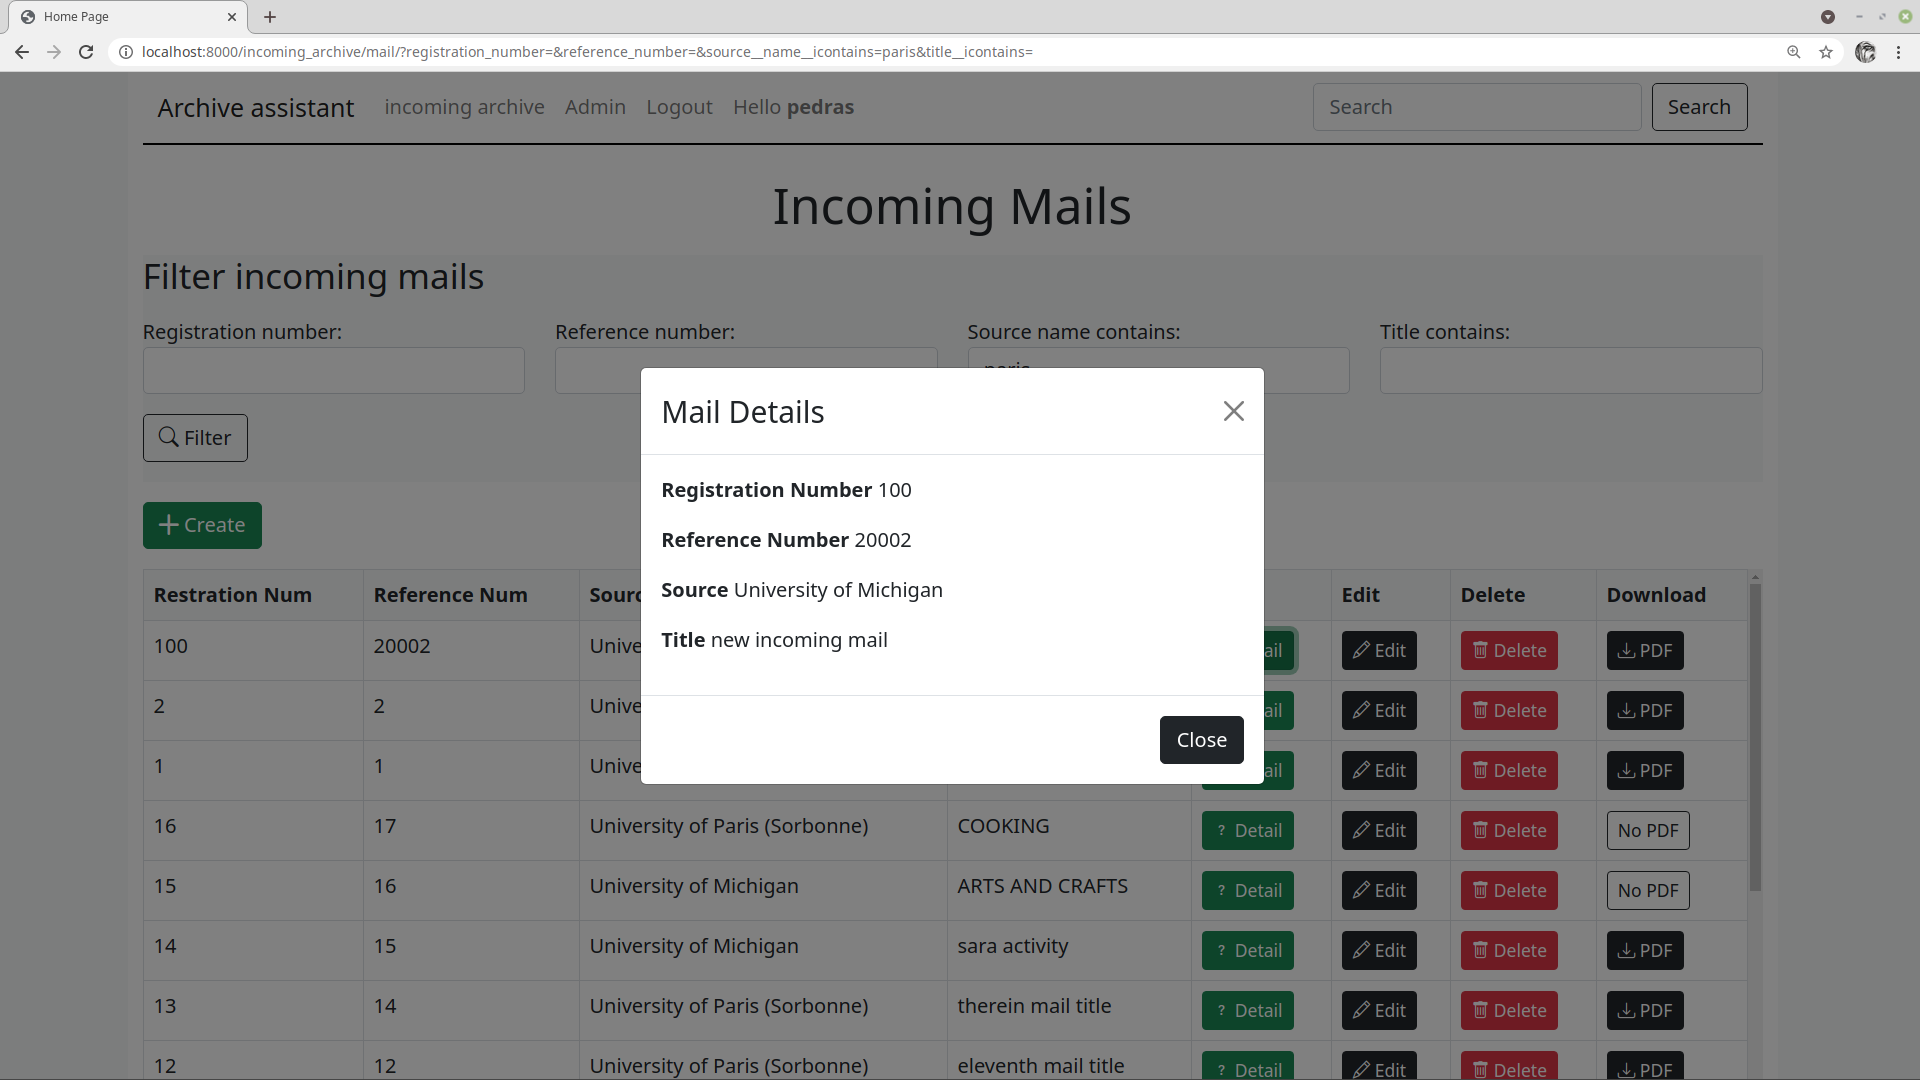 Home Page
localhost:8000/incoming_archive/mail/?registration_number=&reference_number=&source__name__icontains=paris&title__icontains=
Archive assistant incoming archive Admin Logout Hello pedras Search Search
Incoming Mails
Filter incoming mails
Registration number: Reference number: Source name contains: Title contains:
paris
Filter
Create
Mail Details
Registration Number 100
Reference Number 20002
Source University of Michigan
Title new incoming mail
Close
Restration Num Reference Num Sourc Edit Delete Download
100 20002 Unive ail Edit Delete PDF
2 2 Unive ail Edit Delete PDF
1 1 Unive ail Edit Delete PDF
16 17 University of Paris (Sorbonne) COOKING ? Detail Edit Delete No PDF
15 16 University of Michigan ARTS AND CRAFTS ? Detail Edit Delete No PDF
14 15 University of Michigan sara activity ? Detail Edit Delete PDF
13 14 University of Paris (Sorbonne) therein mail title ? Detail Edit Delete PDF
12 12 University of Paris (Sorbonne) eleventh mail title ? Detail Edit Delete PDF